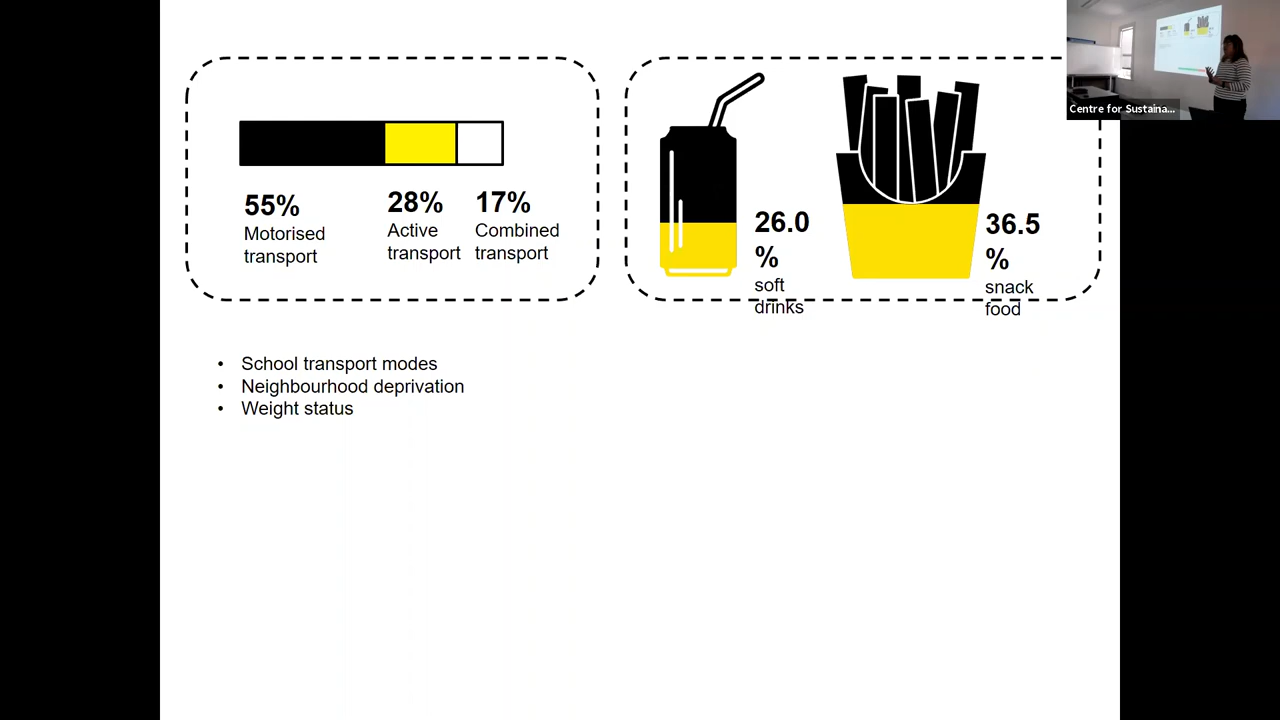 55%
Motorised
transport
28%
Active
transport
17%
Combined
transport
26.0
%
soft
drinks
36.5
%
snack
food
Centre for Sustaina...
• School transport modes
• Neighbourhood deprivation
• Weight status